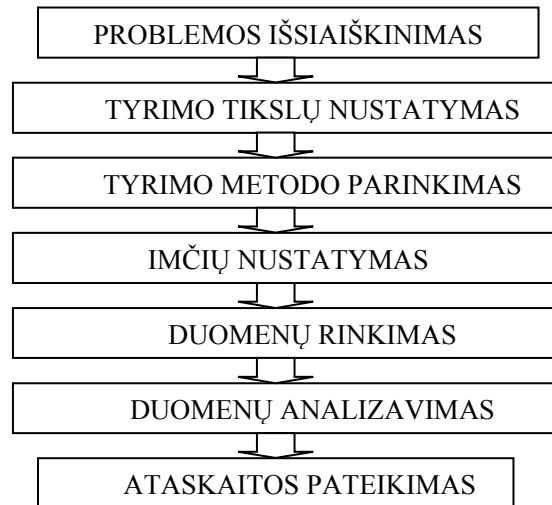 PROBLEMOS IŠSIAIŠKINIMAS
TYRIMO TIKSLŲ NUSTATYMAS
TYRIMO METODO PARINKIMAS
IMČIŲ NUSTATYMAS
DUOMENŲ RINKIMAS
DUOMENŲ ANALIZAVIMAS
ATASKAITOS PATEIKIMAS